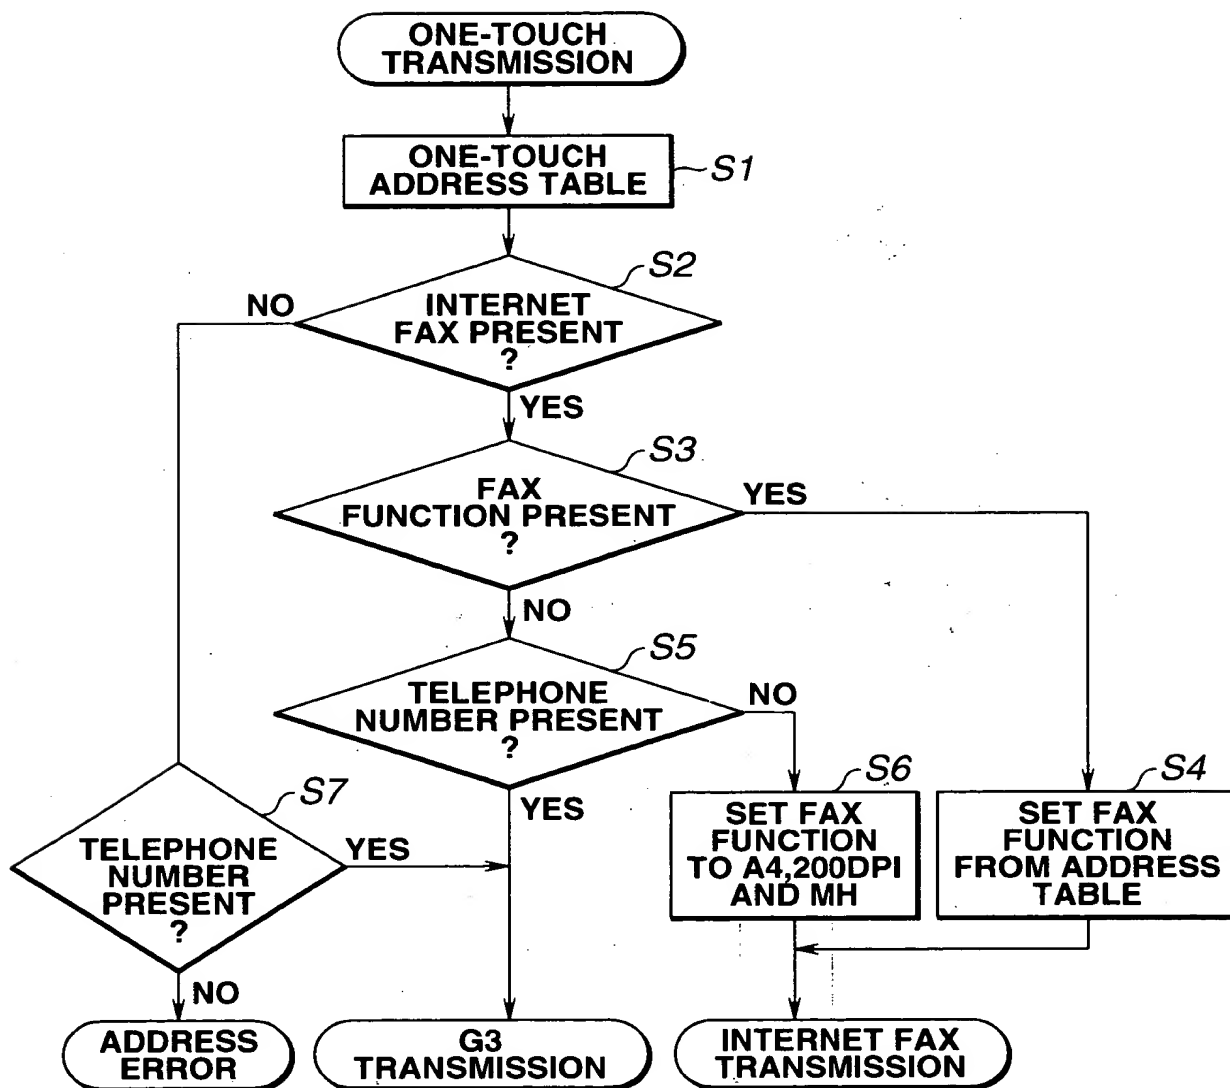 ONE-TOUCH
TRANSMISSION
ONE-TOUCH
ADDRESS TABLE
S1
S2
NO
INTERNET
FAX PRESENT
?
YES
S3
FAX
FUNCTION PRESENT
?
YES
NO
S5
TELEPHONE
NUMBER PRESENT
?
NO
YES
S6
SET FAX
FUNCTION
TO A4,200DPI
AND MH
S4
SET FAX
FUNCTION
FROM ADDRESS
TABLE
S7
TELEPHONE
NUMBER
PRESENT
?
YES
NO
ADDRESS
ERROR
G3
TRANSMISSION
INTERNET FAX
TRANSMISSION